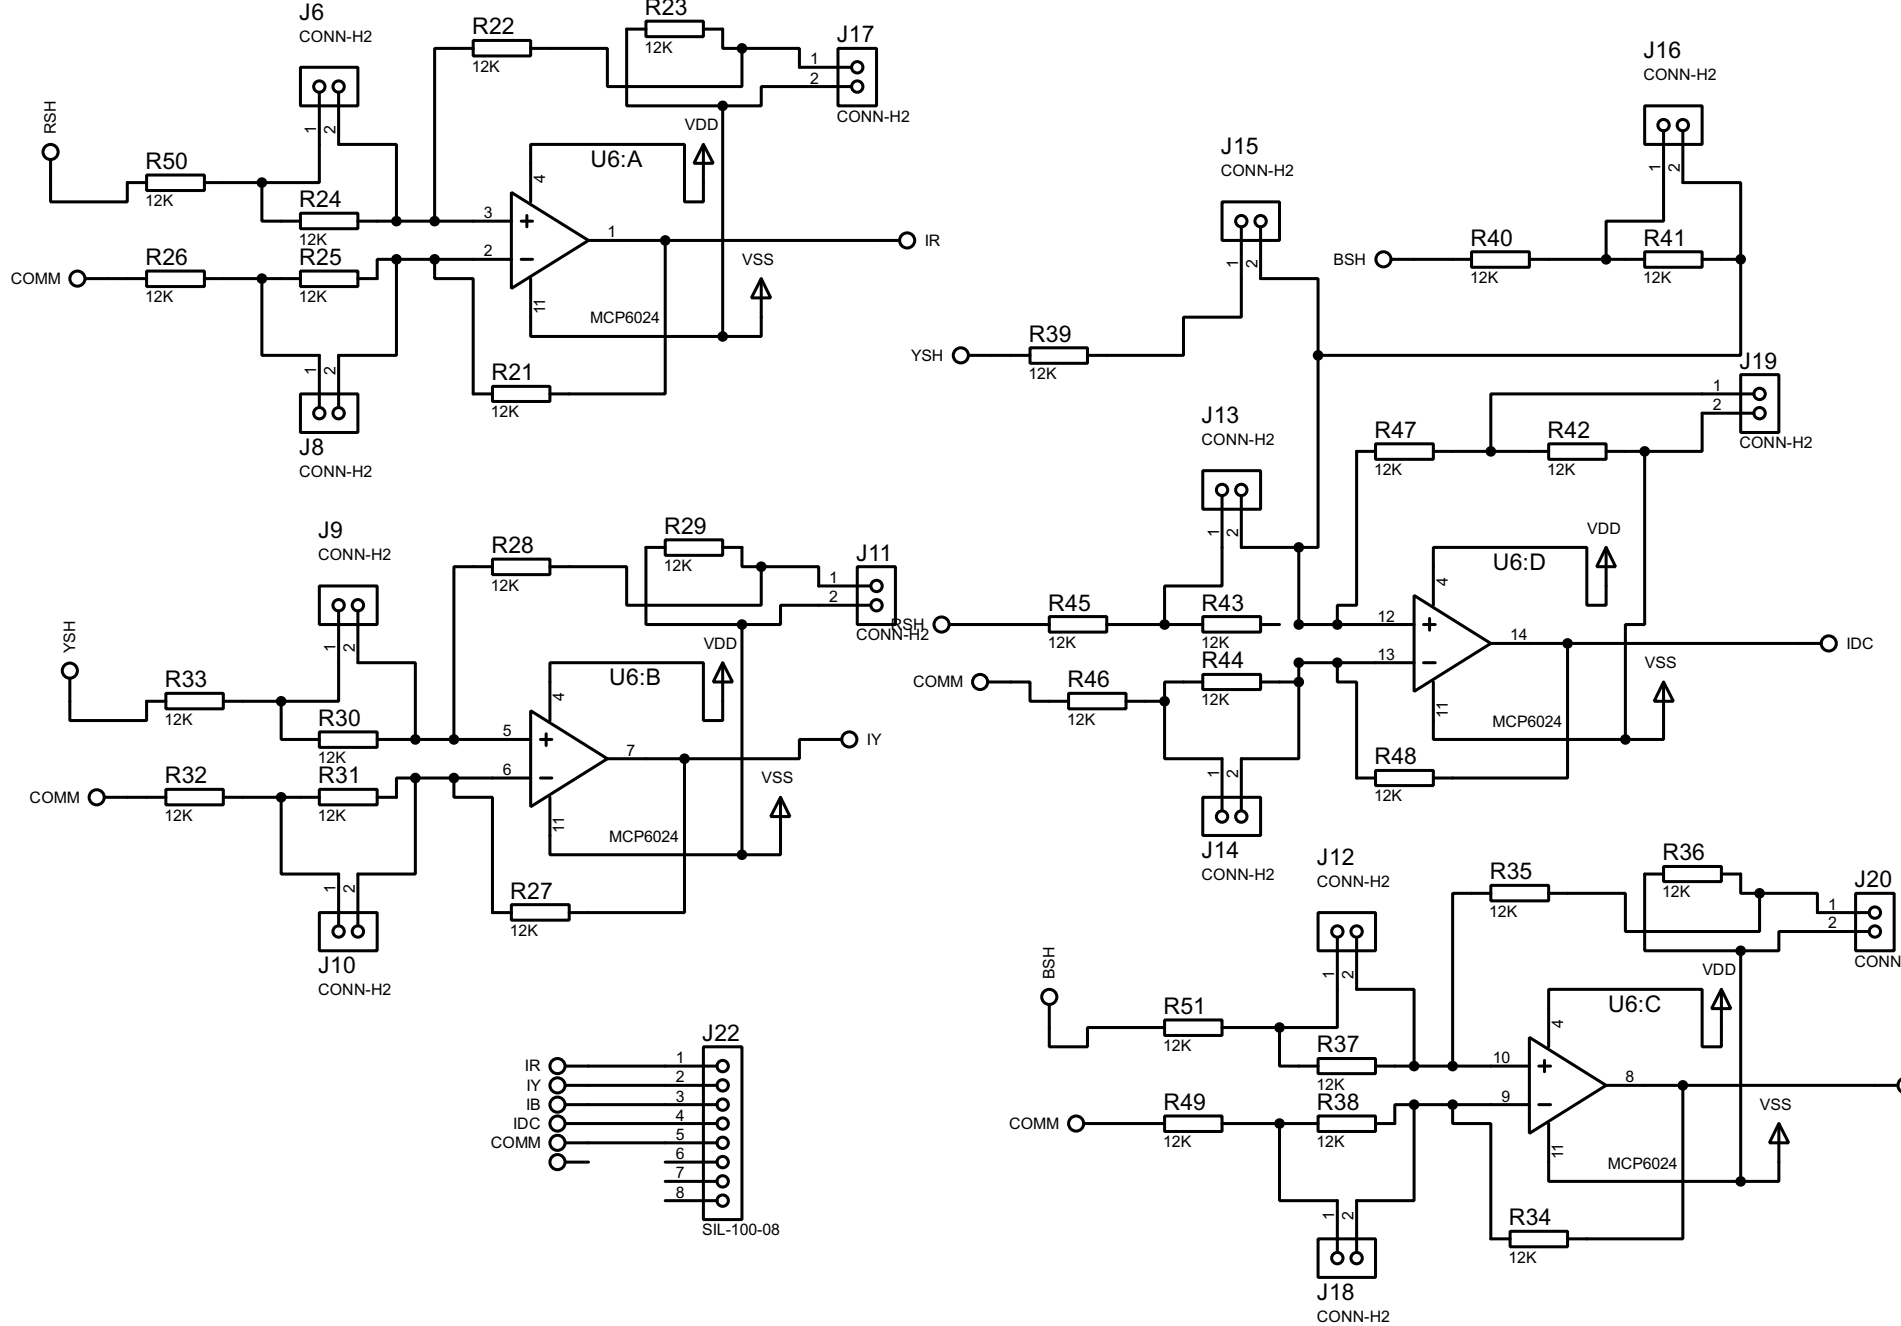 J6
CONN-H2
1
2
RSH
R50
12K
R24
12K
COMM
R26
12K
R25
12K
1
2
J8
CONN-H2
R22
12K
R23
12K
J17
1
2
CONN-H2
VDD
U6:A
4
3
2
1
11
MCP6024
IR
VSS
R21
12K
J9
CONN-H2
1
2
YSH
R33
12K
R30
12K
COMM
R32
12K
R31
12K
1
2
J10
CONN-H2
R28
12K
R29
12K
J11
1
2
CONN-H2
VDD
U6:B
4
5
6
7
11
MCP6024
IY
VSS
R27
12K
J22
IR 1
IY 2
IB 3
IDC 4
COMM 5
6
7
8
SIL-100-08
J15
CONN-H2
1
2
J16
CONN-H2
1
2
BSH
R40
12K
R41
12K
YSH
R39
12K
J13
CONN-H2
1
2
J19
1
2
CONN-H2
R47
12K
R42
12K
VDD
U6:D
4
RSH
R45
12K
R43
12K
COMM
R46
12K
R44
12K
12
13
14
11
MCP6024
IDC
VSS
R48
12K
1
2
J14
CONN-H2
J12
CONN-H2
1
2
R35
12K
R36
12K
J20
1
2
CONN
BSH
R51
12K
R37
12K
COMM
R49
12K
R38
12K
VDD
U6:C
4
10
9
8
11
MCP6024
VSS
R34
12K
1
2
J18
CONN-H2